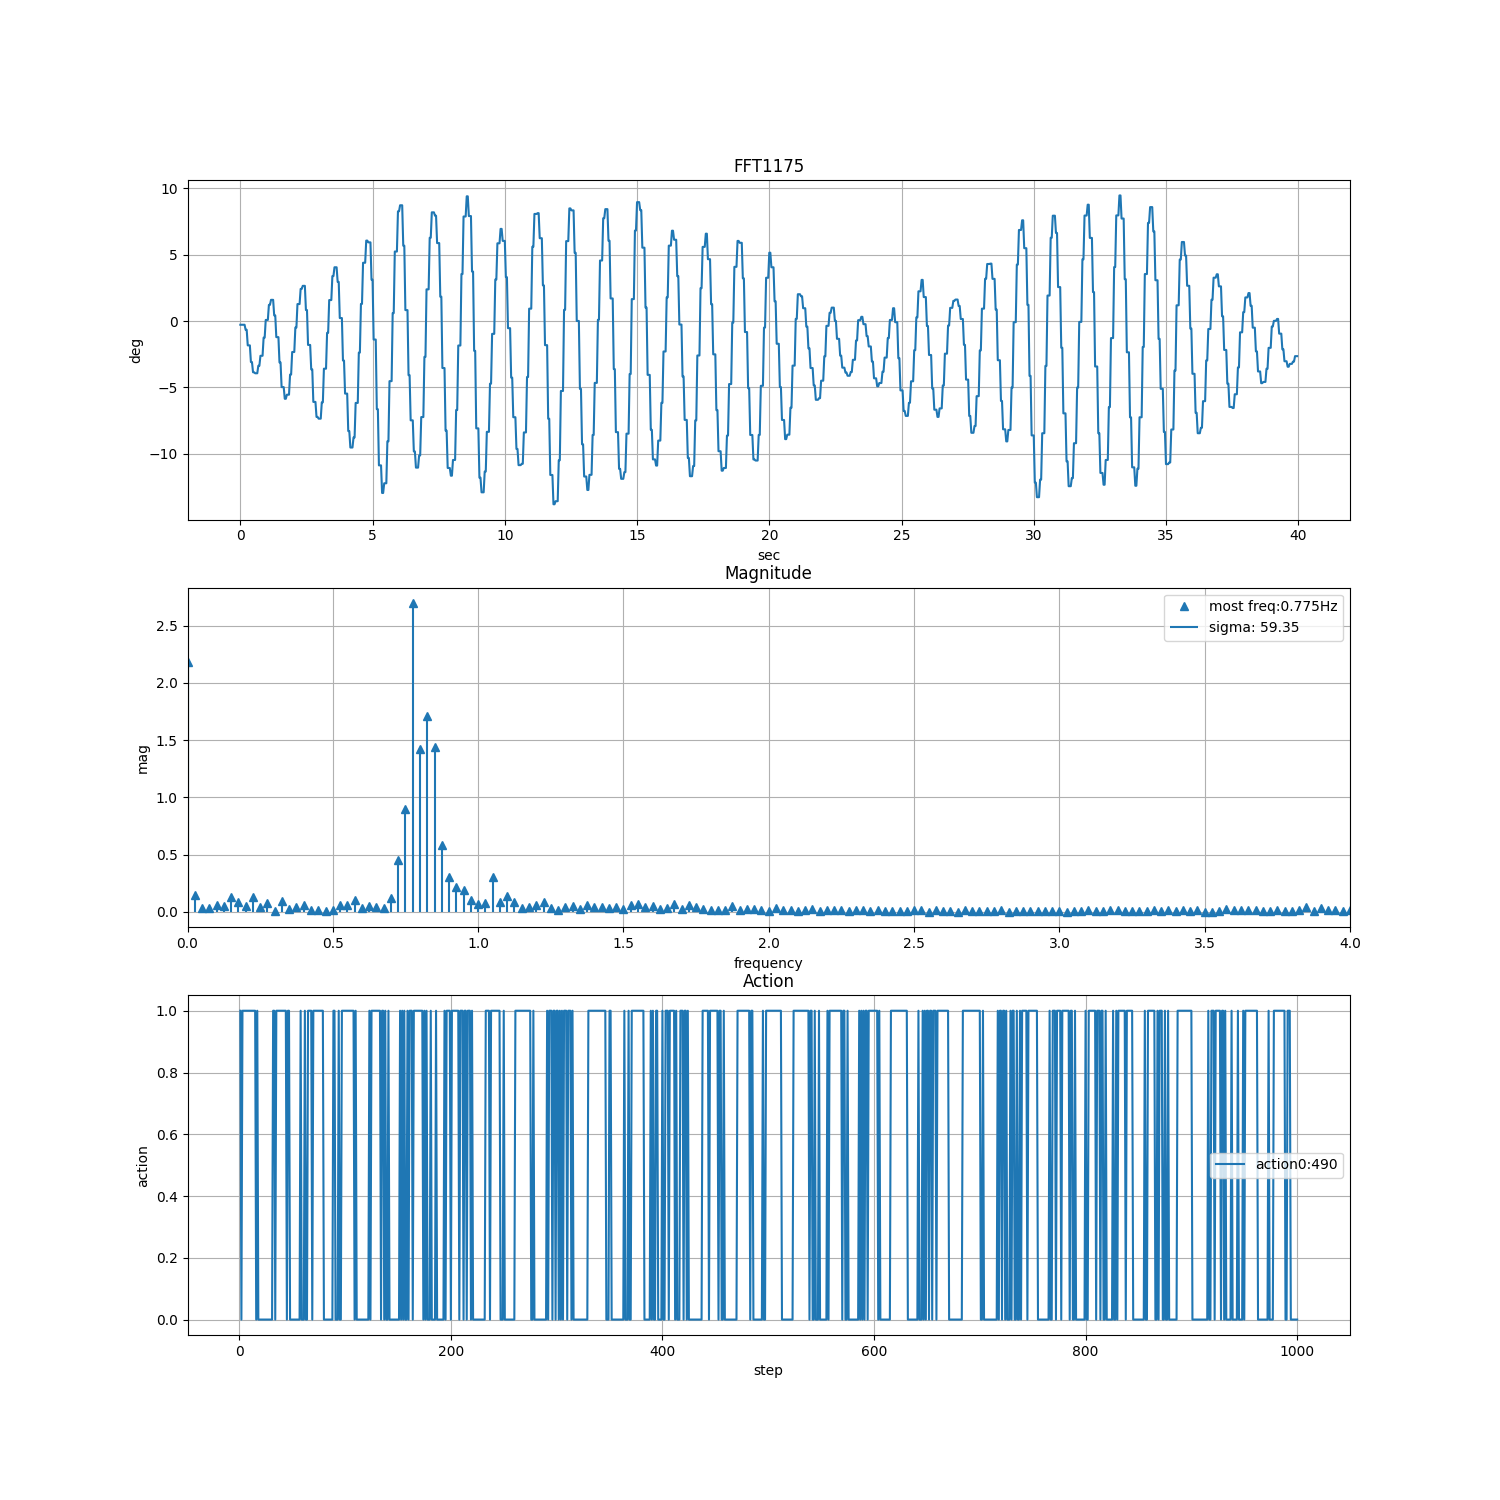 FFT1175
10
5
0
−5
−10
deg
0 5 10 15 20 25 30 35 40
sec
Magnitude
most freq:0.775Hz
sigma: 59.35
2.5
2.0
1.5
1.0
0.5
0.0
mag
0.0 0.5 1.0 1.5 2.0 2.5 3.0 3.5 4.0
frequency
Action
1.0
0.8
0.6
0.4
0.2
0.0
action
action0:490
0 200 400 600 800 1000
step